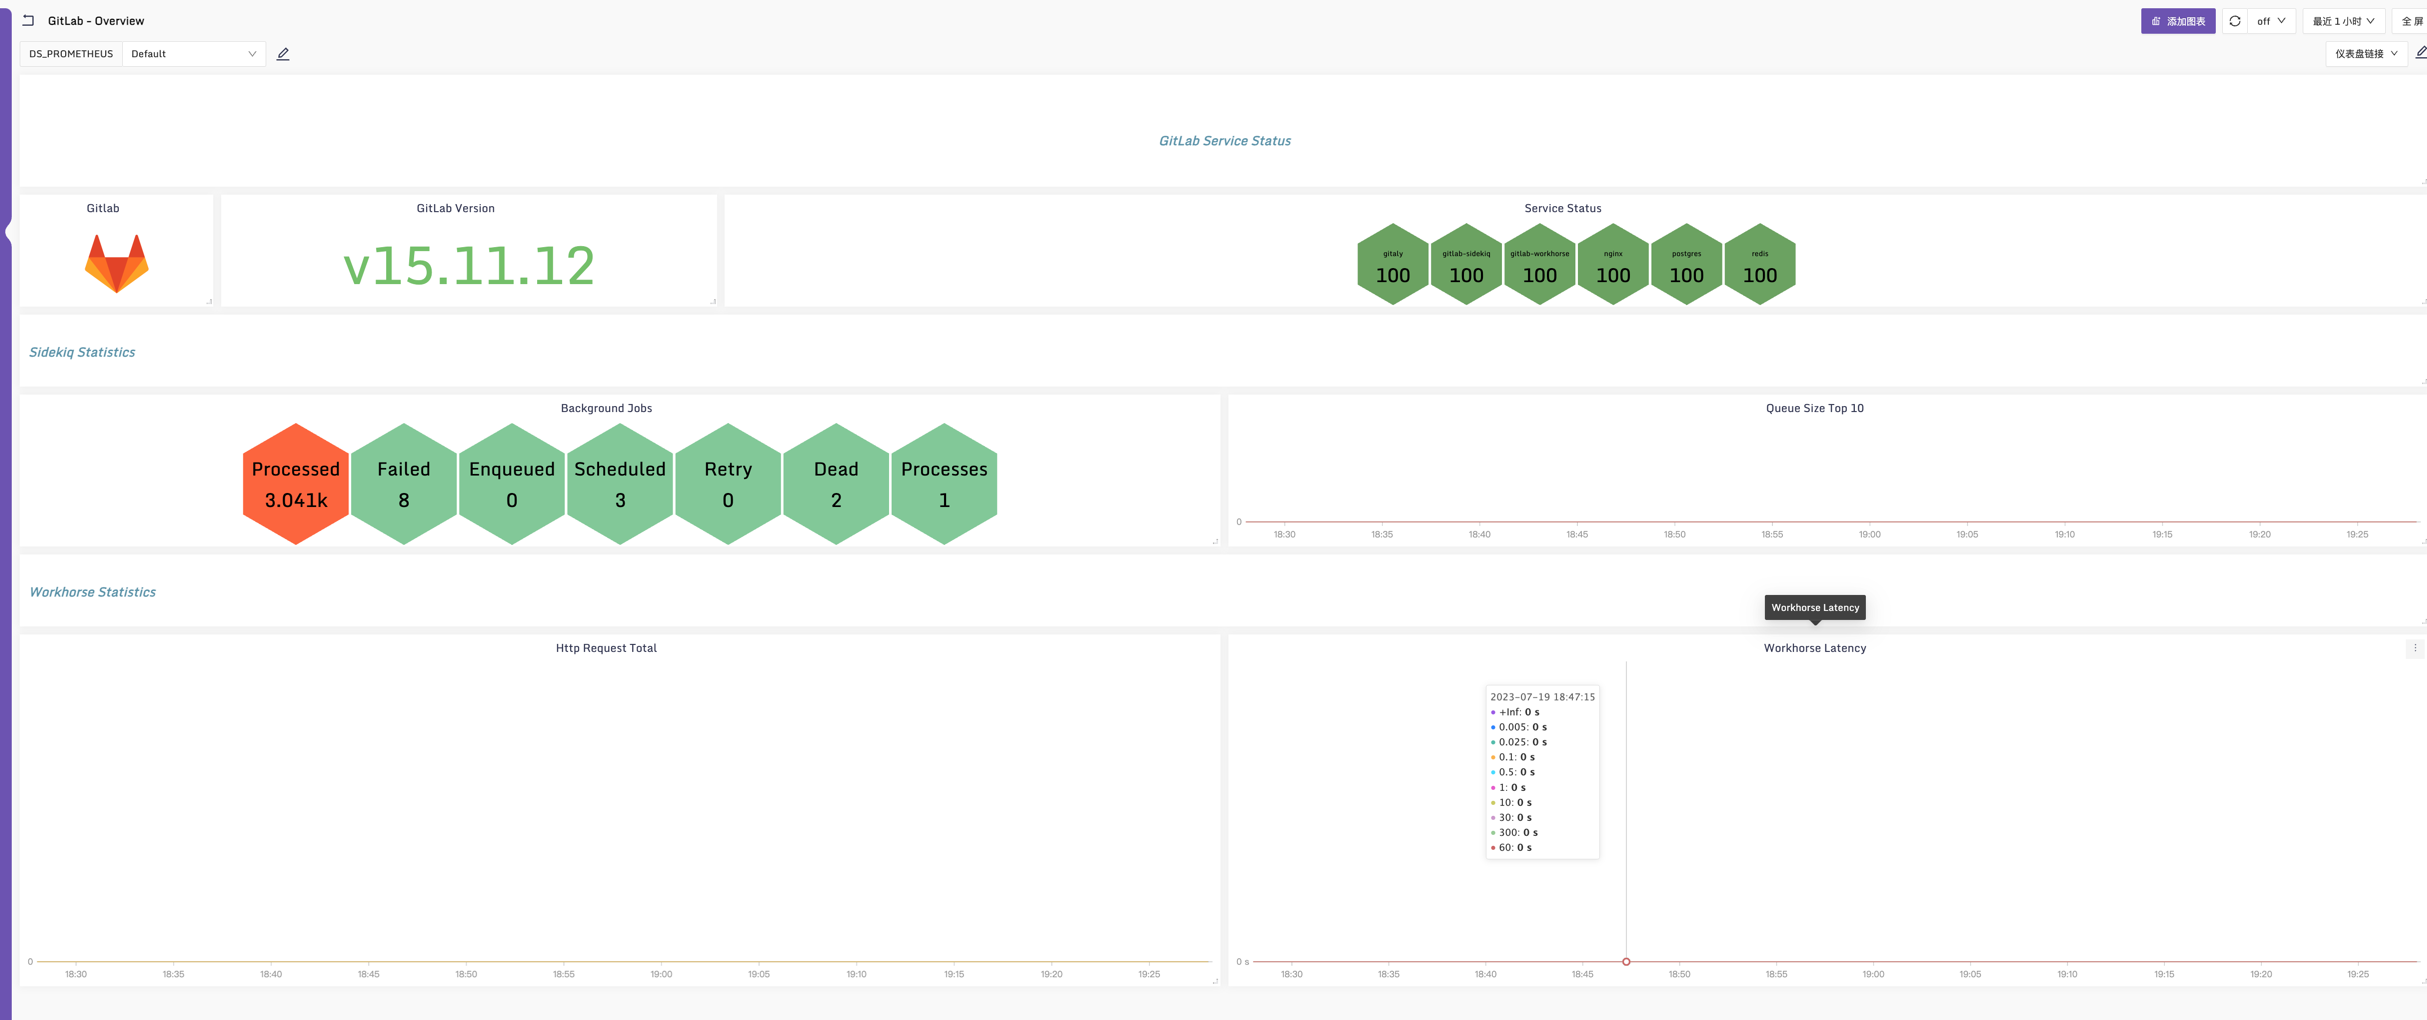 GitLab - Overview
添加图表
off
最近 1 小时
全 屏
DS_PROMETHEUS
Default
仪表盘链接
GitLab Service Status
Gitlab
GitLab Version
v15.11.12
Service Status
gitaly
100
gitlab-sidekiq
100
gitlab-workhorse
100
nginx
100
postgres
100
redis
100
Sidekiq Statistics
Background Jobs
Processed
3.041k
Failed
8
Enqueued
0
Scheduled
3
Retry
0
Dead
2
Processes
1
Queue Size Top 10
0
18:30 18:35 18:40 18:45 18:50 18:55 19:00 19:05 19:10 19:15 19:20 19:25
Workhorse Statistics
Workhorse Latency
Http Request Total
0
18:30 18:35 18:40 18:45 18:50 18:55 19:00 19:05 19:10 19:15 19:20 19:25
Workhorse Latency
2023-07-19 18:47:15
+Inf: 0 s
0.005: 0 s
0.025: 0 s
0.1: 0 s
0.5: 0 s
1: 0 s
10: 0 s
30: 0 s
300: 0 s
60: 0 s
0 s
18:30 18:35 18:40 18:45 18:50 18:55 19:00 19:05 19:10 19:15 19:20 19:25